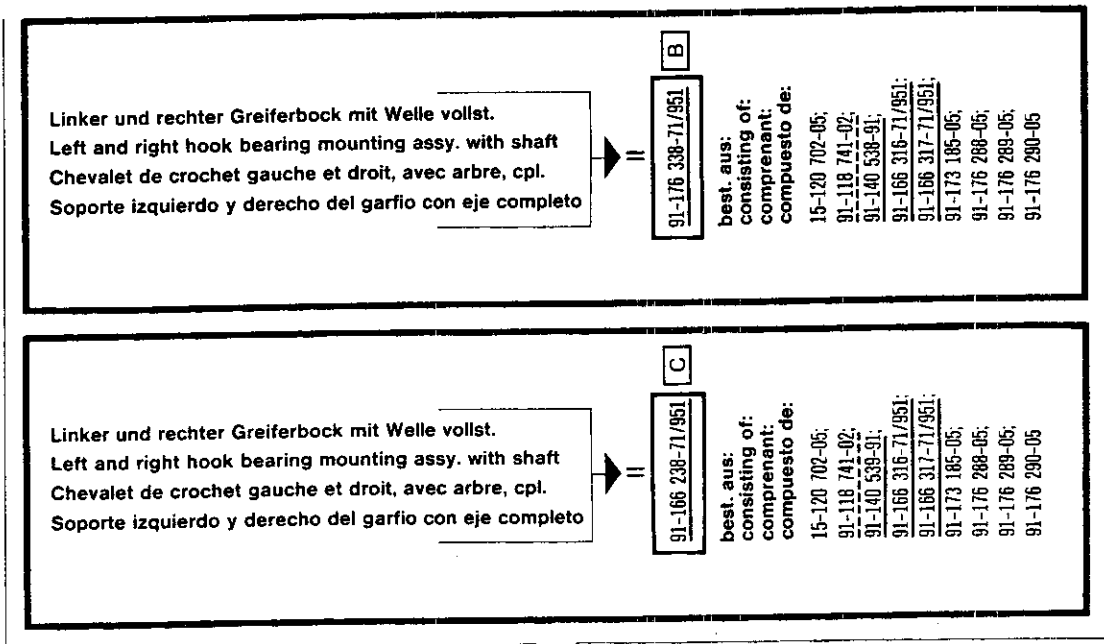 Linker und rechter Greiferbock mit Welle vollst.
Left and right hook bearing mounting assy. with shaft
Chevalet de crochet gauche et droit, avec arbre, cpl.
Soporte izquierdo y derecho del garfio con eje completo
=
91-176 338-71/951
B
best. aus:
consisting of:
comprenant:
compuesto de:
15-120 702-05;
91-118 741-02;
91-140 538-91;
91-166 316-71/951;
91-166 317-71/951;
91-173 185-05;
91-176 288-05;
91-176 289-05;
91-176 290-05
Linker und rechter Greiferbock mit Welle vollst.
Left and right hook bearing mounting assy. with shaft
Chevalet de crochet gauche et droit, avec arbre, cpl.
Soporte izquierdo y derecho del garfio con eje completo
=
91-166 238-71/951
C
best. aus:
consisting of:
comprenant:
compuesto de:
15-120 702-05;
91-118 741-02;
91-140 539-91;
91-166 316-71/951;
91-166 317-71/951;
91-173 185-05;
91-176 288-05;
91-176 289-05;
91-176 290-05